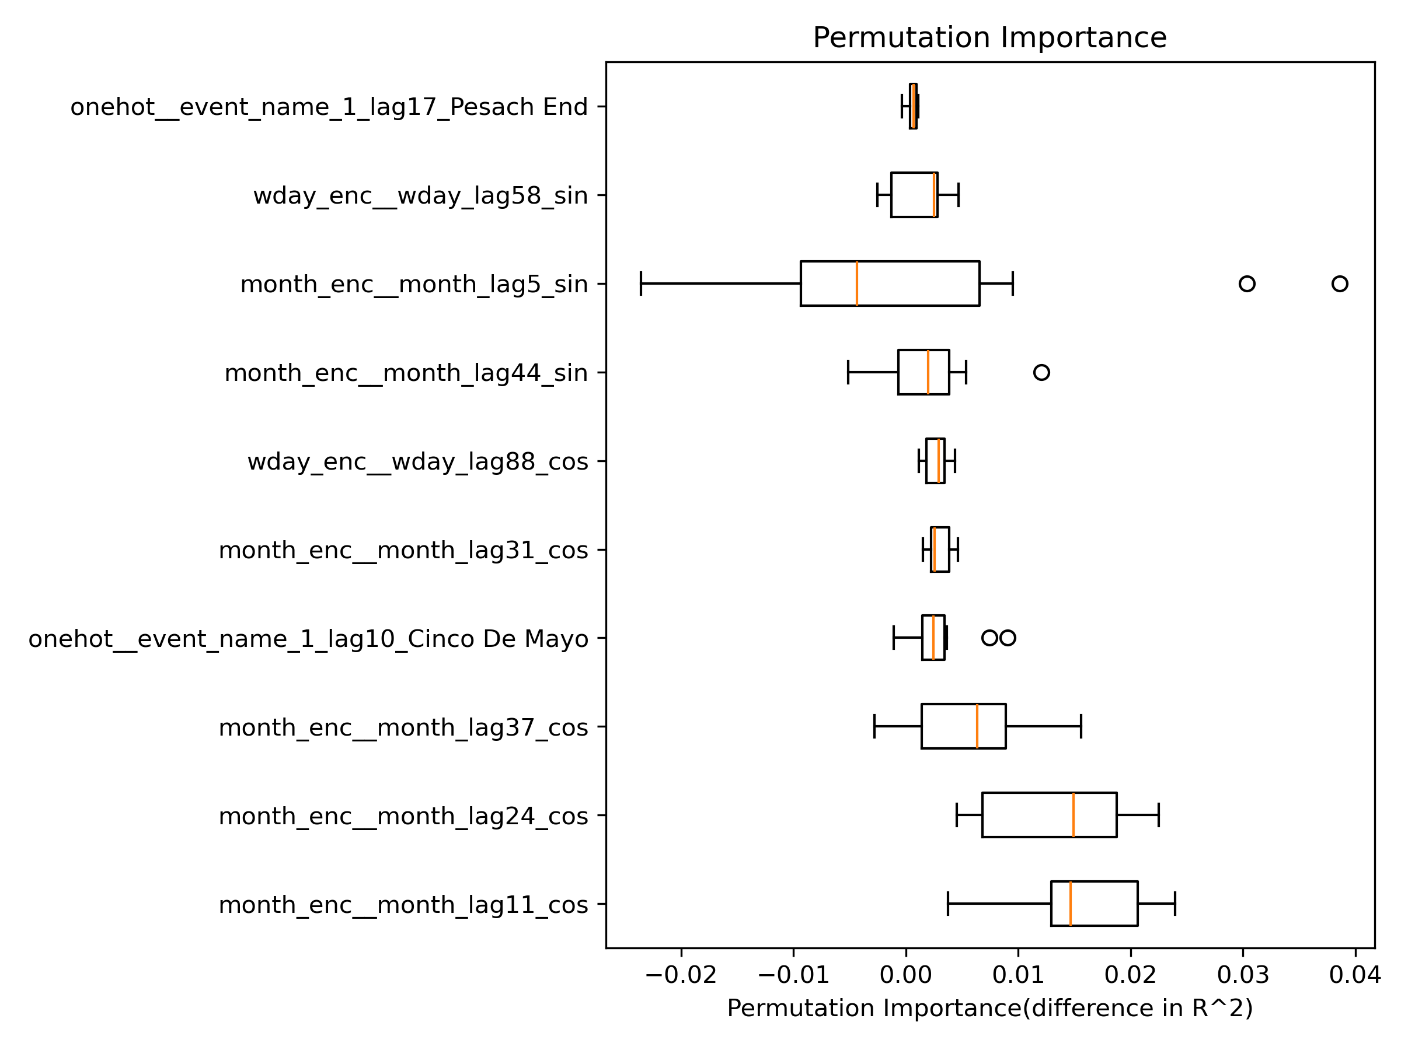 Permutation Importance
onehot__event_name_1_lag17_Pesach End
wday_enc__wday_lag58_sin
month_enc__month_lag5_sin
month_enc__month_lag44_sin
wday_enc__wday_lag88_cos
month_enc__month_lag31_cos
onehot__event_name_1_lag10_Cinco De Mayo
month_enc__month_lag37_cos
month_enc__month_lag24_cos
month_enc__month_lag11_cos
−0.02 −0.01 0.00 0.01 0.02 0.03 0.04
Permutation Importance(difference in R^2)